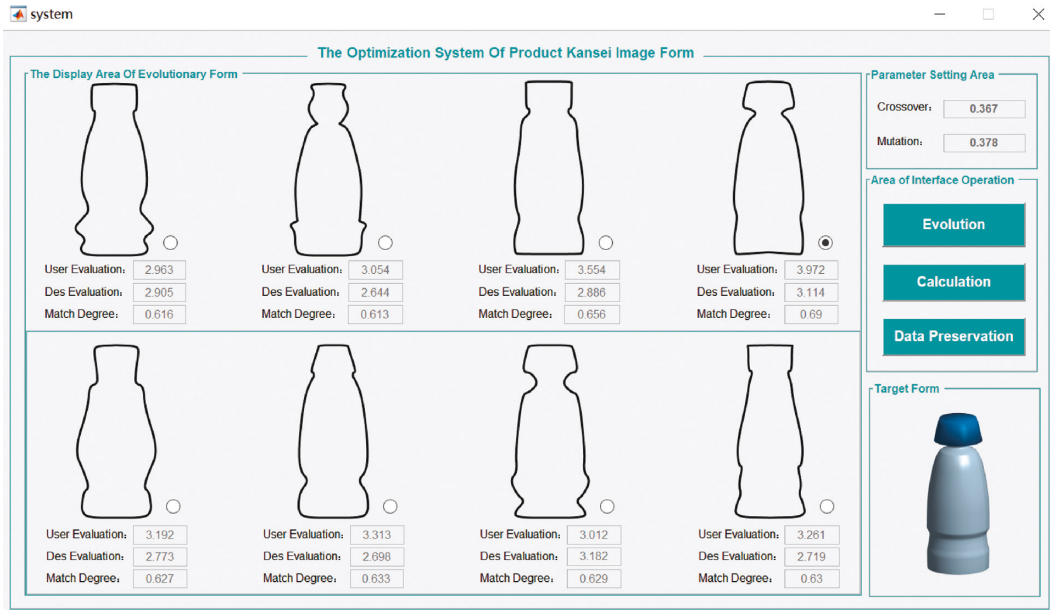 system
The Optimization System Of Product Kansei Image Form
The Display Area Of Evolutionary Form
Parameter Setting Area
Crossover: 0.367
Mutation: 0.378
Area of Interface Operation
Evolution
Calculation
Data Preservation
Target Form
User Evaluation: 2.963
Des Evaluation: 2.905
Match Degree: 0.616
User Evaluation: 3.054
Des Evaluation: 2.644
Match Degree: 0.613
User Evaluation: 3.554
Des Evaluation: 2.886
Match Degree: 0.656
User Evaluation: 3.972
Des Evaluation: 3.114
Match Degree: 0.69
User Evaluation: 3.192
Des Evaluation: 2.773
Match Degree: 0.627
User Evaluation: 3.313
Des Evaluation: 2.698
Match Degree: 0.633
User Evaluation: 3.012
Des Evaluation: 3.182
Match Degree: 0.629
User Evaluation: 3.261
Des Evaluation: 2.719
Match Degree: 0.63